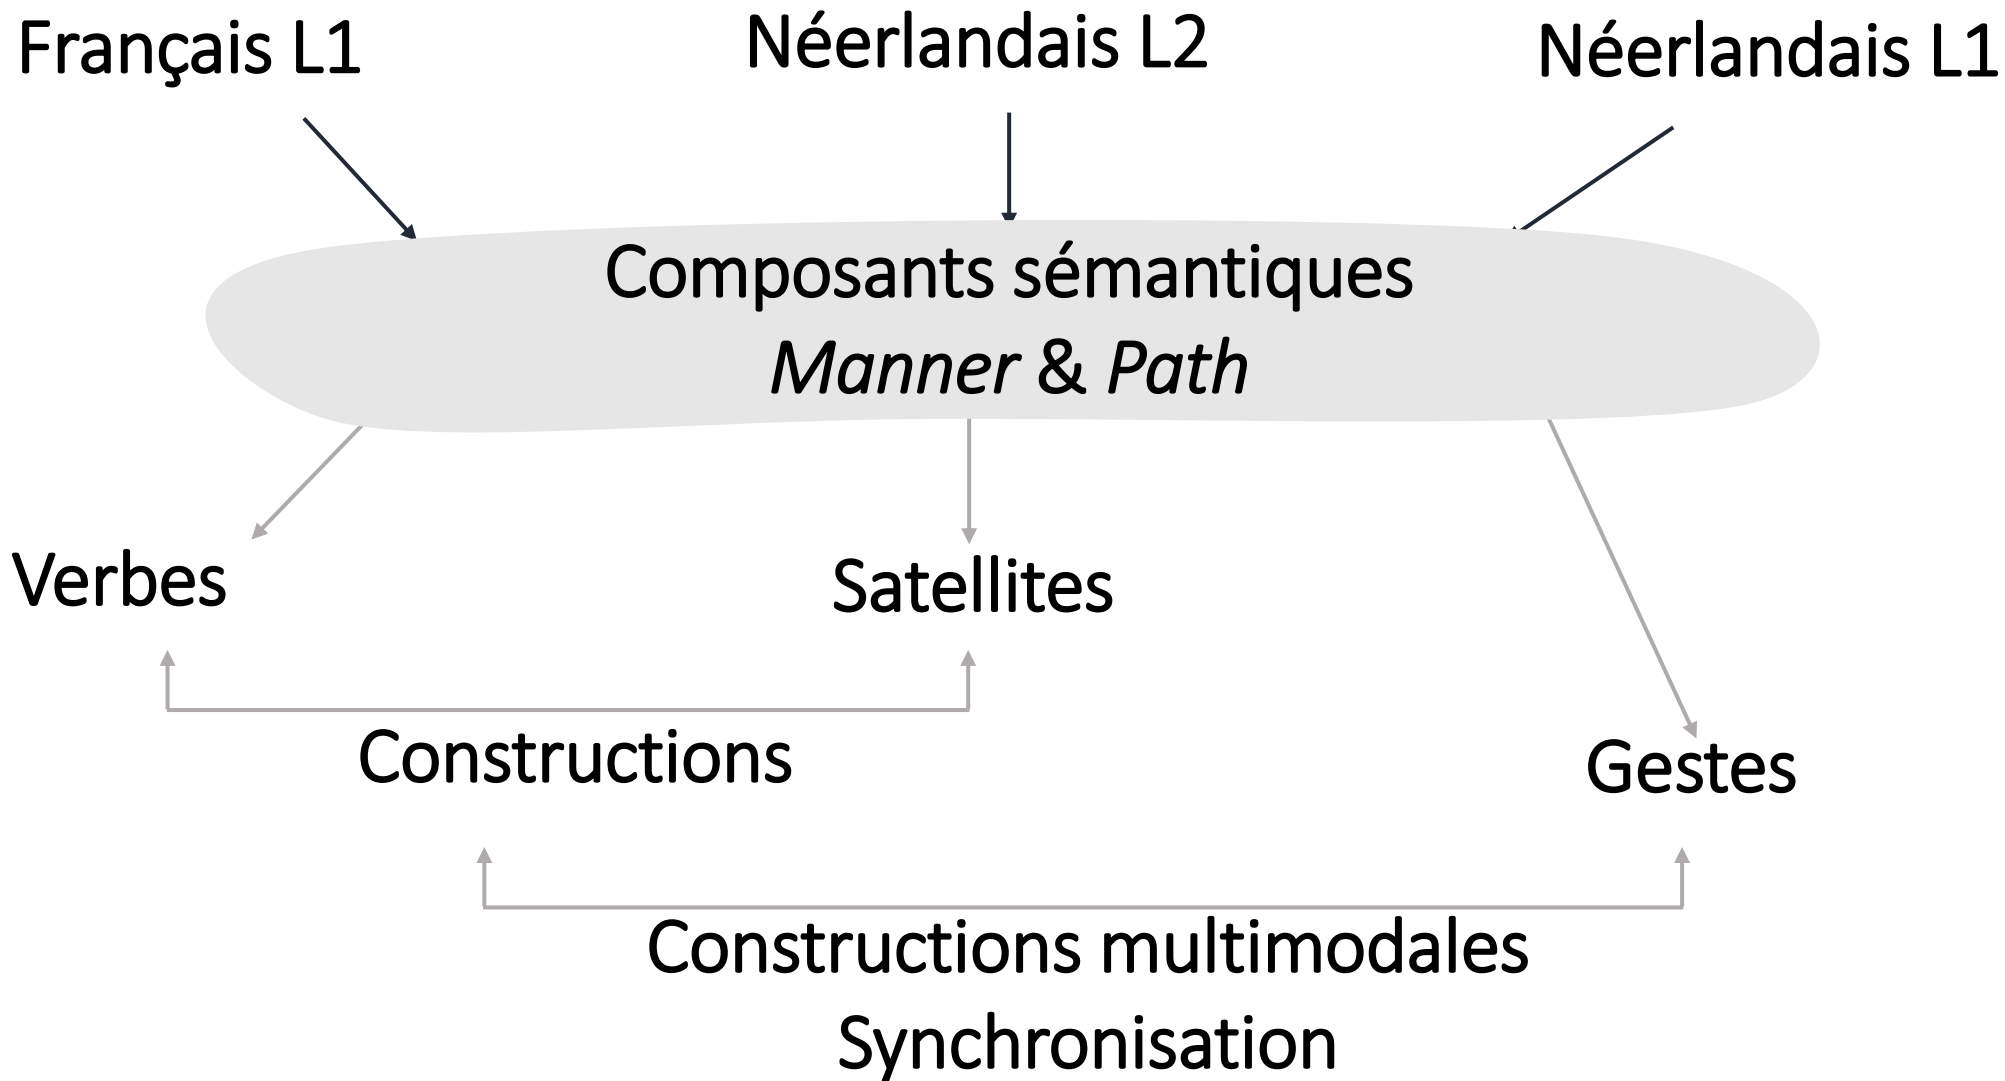 Français L1
Néerlandais L2
Néerlandais L1
Composants sémantiques
Manner & Path
Verbes
Satellites
Constructions
Gestes
Constructions multimodales
Synchronisation